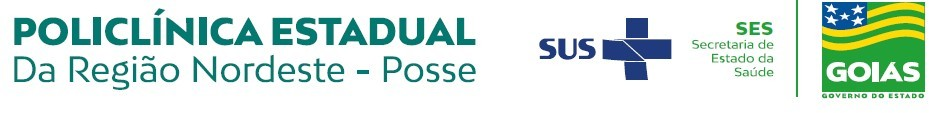 POLICLÍNICA ESTADUAL
Da Região Nordeste - Posse
SUS
SES
Secretaria de
Estado da
Saúde
GOIÁS
GOVERNO DO ESTADO